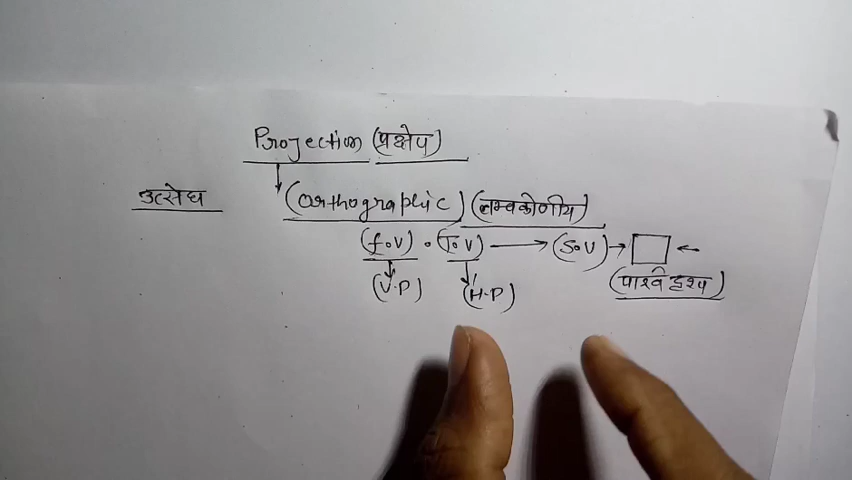 Projection (प्रक्षेप)
उत्सेध (Orthographic) (लम्बकोणीय)
(f.V) . (T.V) → (S.V) → □ ←
(V.P) (H.P) (पार्श्व दृश्य)